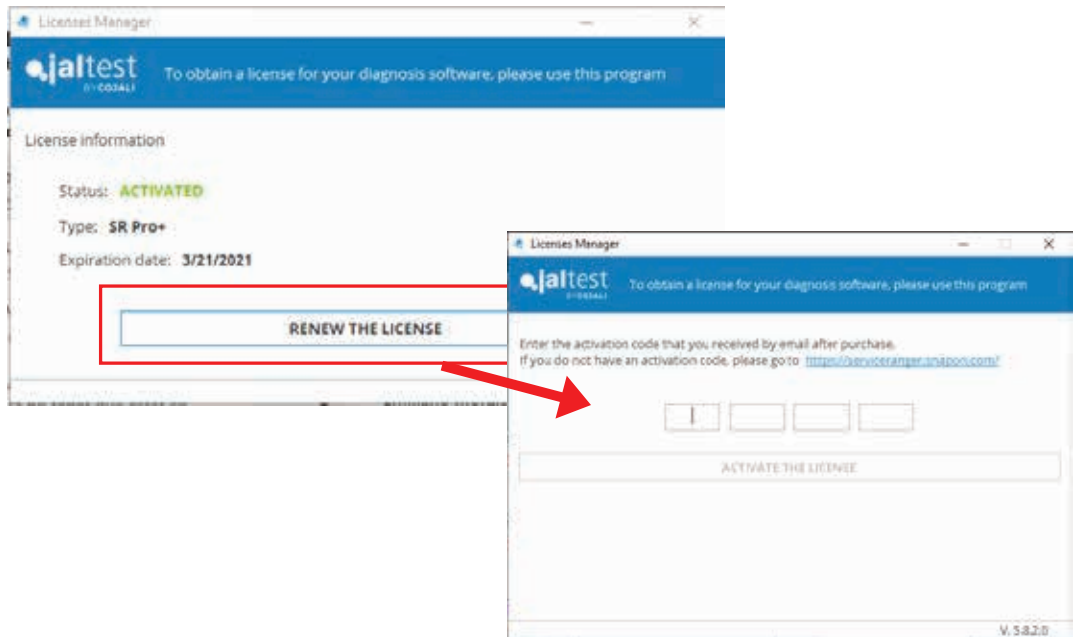 Licenses Manager
jaltest
BY COJALI
To obtain a license for your diagnosis software, please use this program
License information
Status: ACTIVATED
Type: SR Pro+
Expiration date: 3/21/2021
RENEW THE LICENSE
Licenses Manager
jaltest
BY COJALI
To obtain a license for your diagnosis software, please use this program
Enter the activation code that you received by email after purchase.
If you do not have an activation code, please go to https://serviceranger.snapon.com/
ACTIVATE THE LICENSE
V. 5.8.2.0